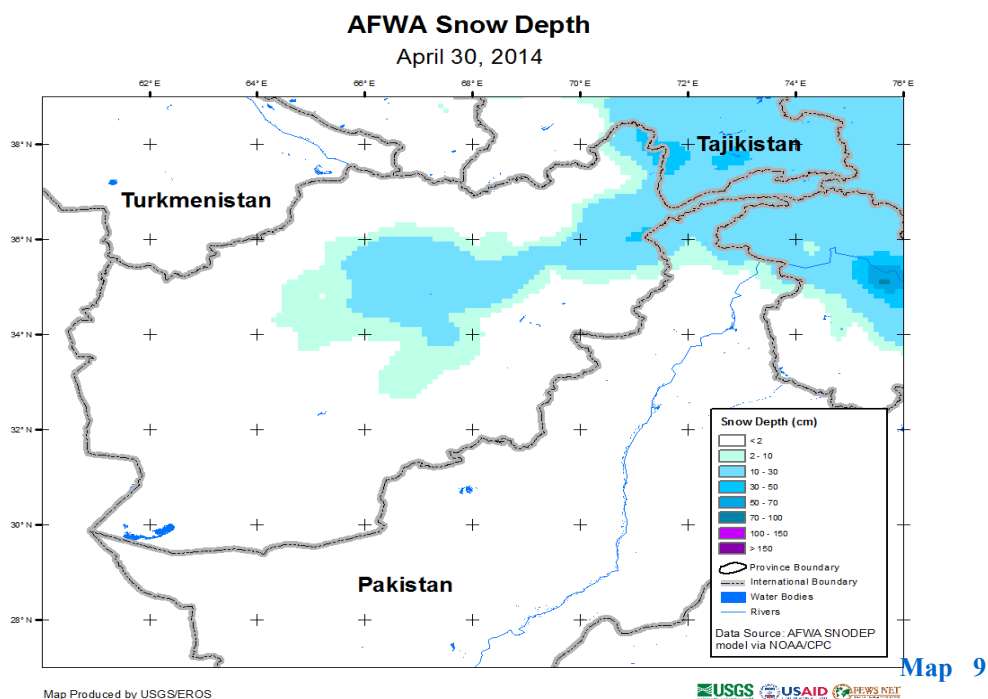 AFWA Snow Depth
April 30, 2014
62° E 64° E 66° E 68° E 70° E 72° E 74° E 76° E
38° N
Tajikistan
Turkmenistan
36° N
34° N
32° N
Snow Depth (cm)
< 2
2 - 10
10 - 30
30 - 50
50 - 70
70 - 100
100 - 150
> 150
30° N
Province Boundary
International Boundary
Water Bodies
Rivers
Pakistan
28° N
Data Source: AFWA SNODEP
model via NOAA/CPC
Map 9
Map Produced by USGS/EROS
USGS USAID FEWS NET